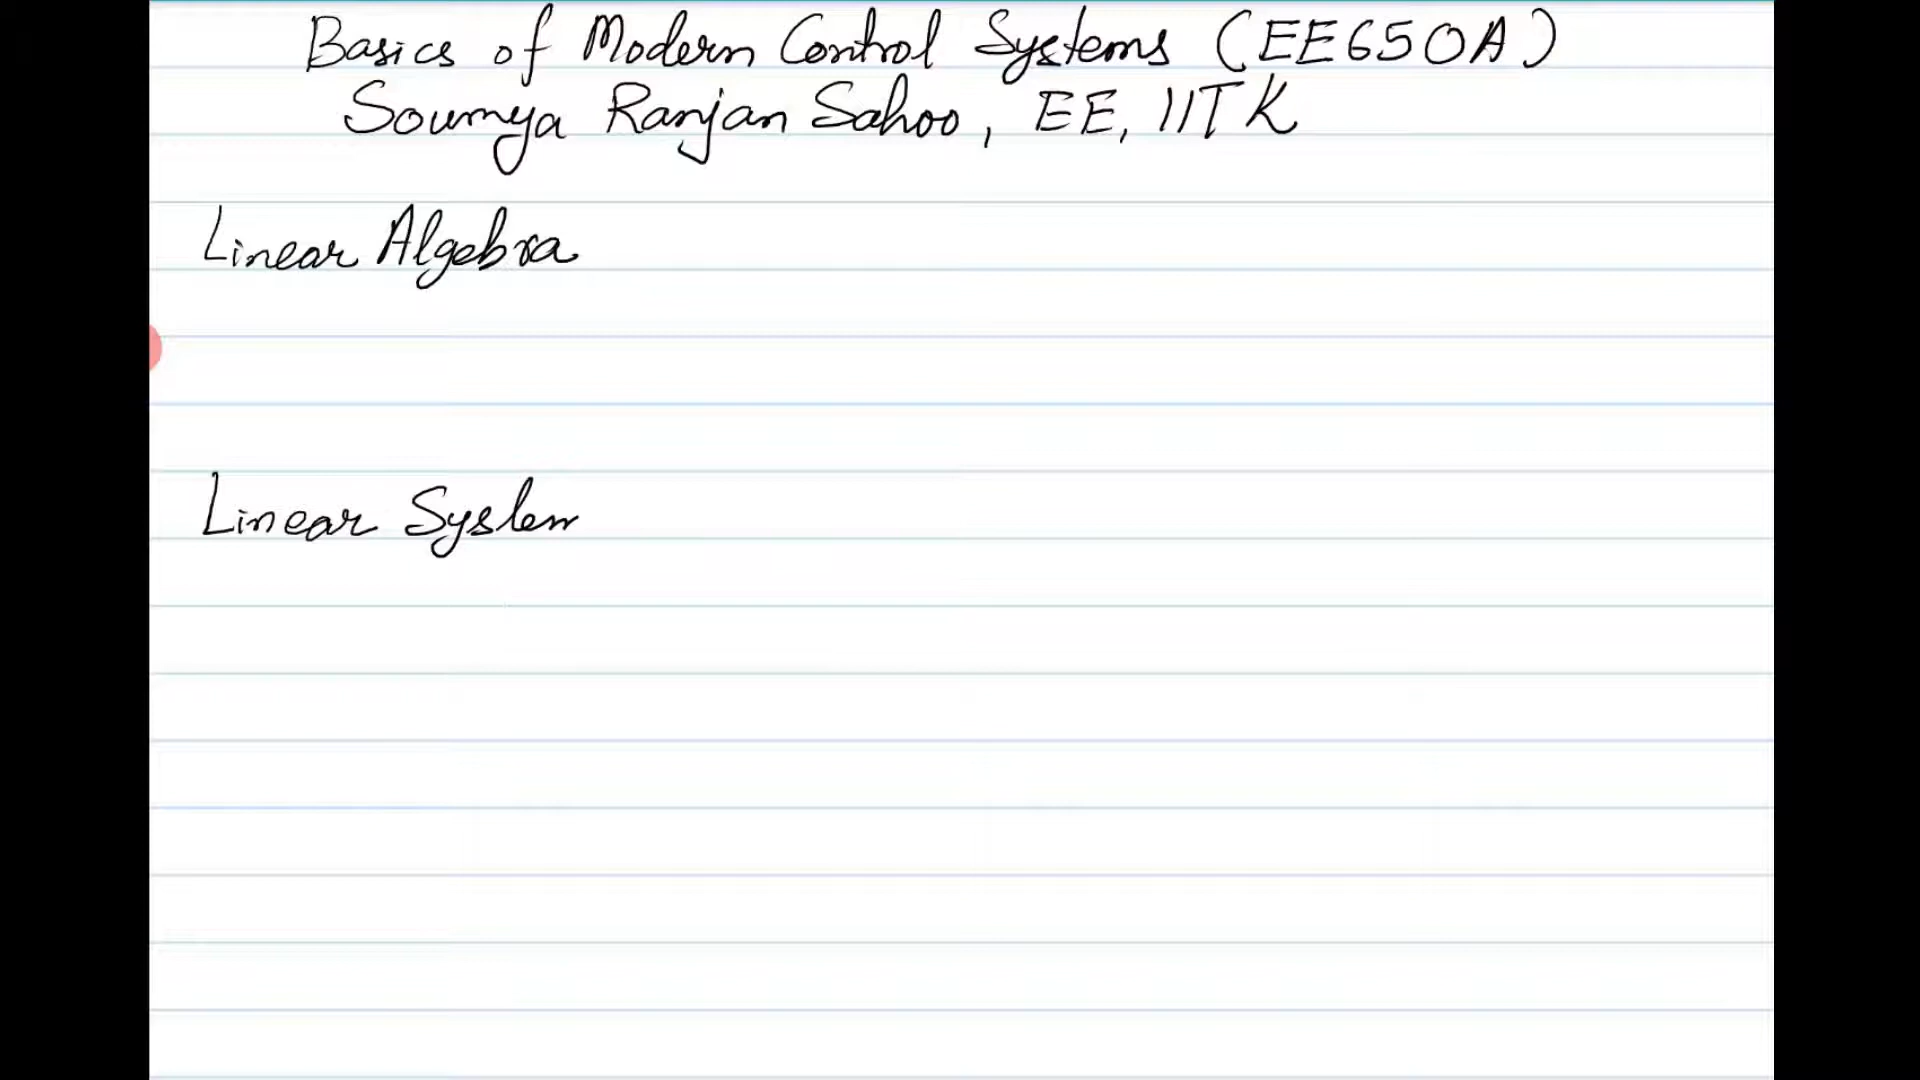 Basics of Modern Control Systems (EE650A)
Soumya Ranjan Sahoo, EE, IITK
Linear Algebra
Linear System